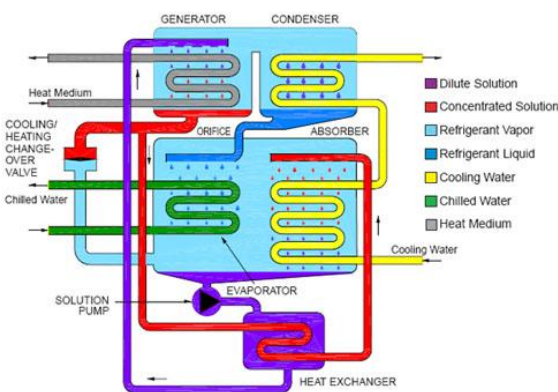 GENERATOR
CONDENSER
Heat Medium
COOLING/
HEATING
CHANGE-
OVER
VALVE
ORIFICE
ABSORBER
Chilled Water
Cooling Water
EVAPORATOR
SOLUTION
PUMP
HEAT EXCHANGER
Dilute Solution
Concentrated Solution
Refrigerant Vapor
Refrigerant Liquid
Cooling Water
Chilled Water
Heat Medium